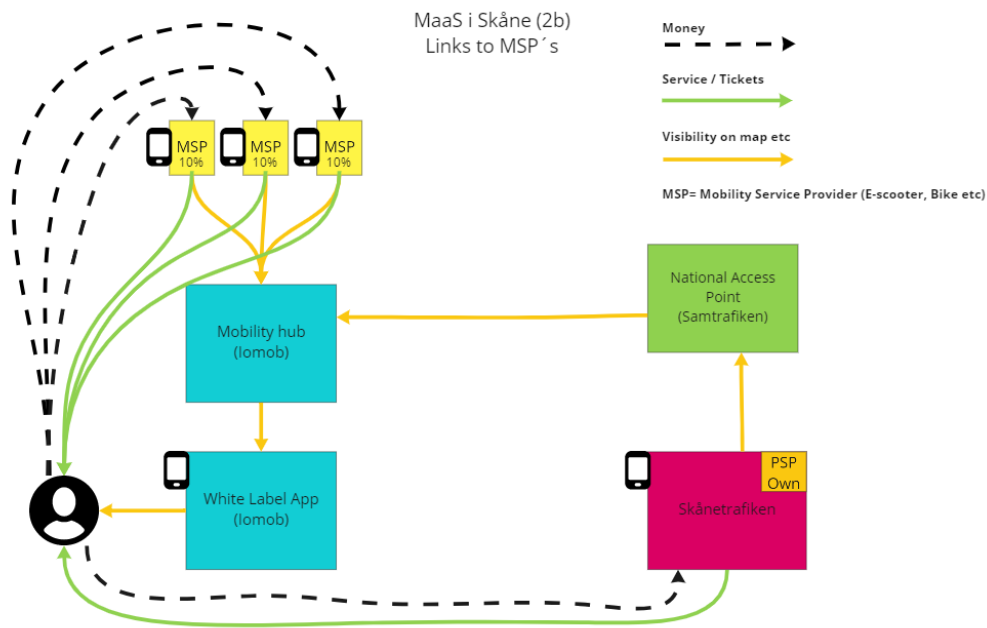 MaaS i Skåne (2b)
Links to MSP´s
Money
Service / Tickets
Visibility on map etc
MSP= Mobility Service Provider (E-scooter, Bike etc)
MSP
10%
MSP
10%
MSP
10%
National Access
Point
(Samtrafiken)
Mobility hub
(Iomob)
White Label App
(Iomob)
PSP
Own
Skånetrafiken